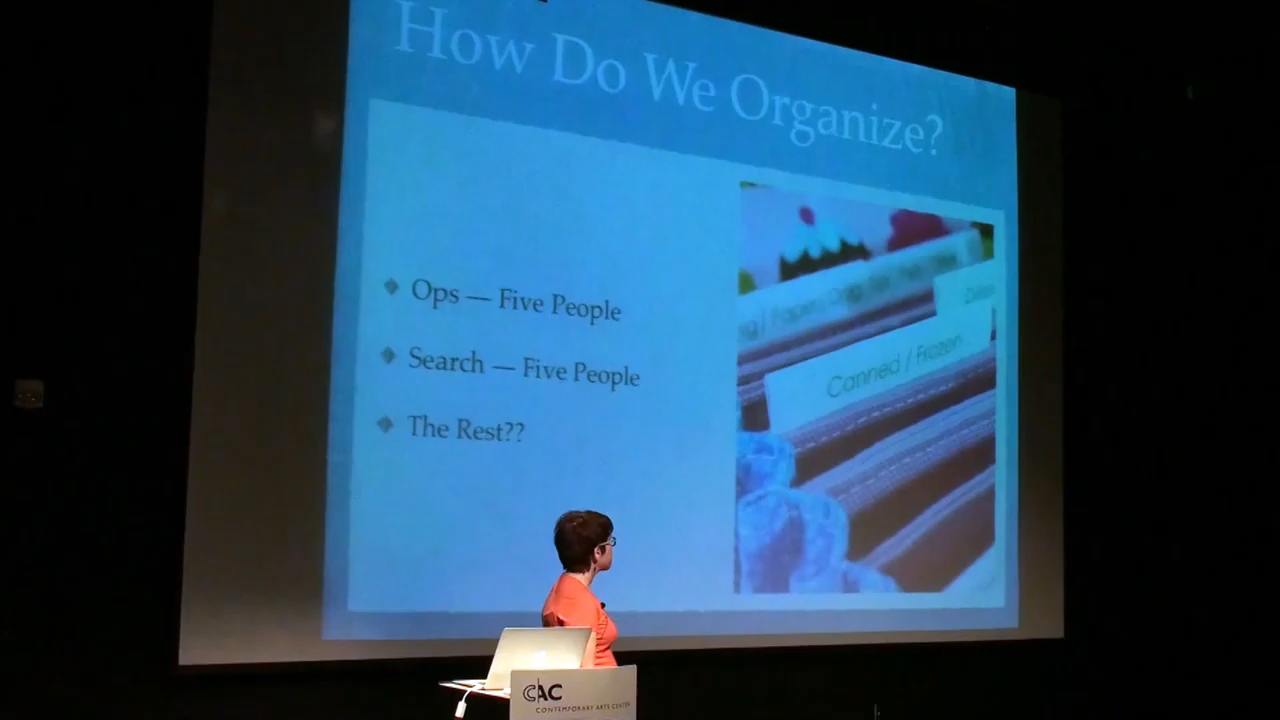 How Do We Organize?
Ops — Five People
Search — Five People
The Rest??
Canned / Frozen
CAC
CONTEMPORARY ARTS CENTER